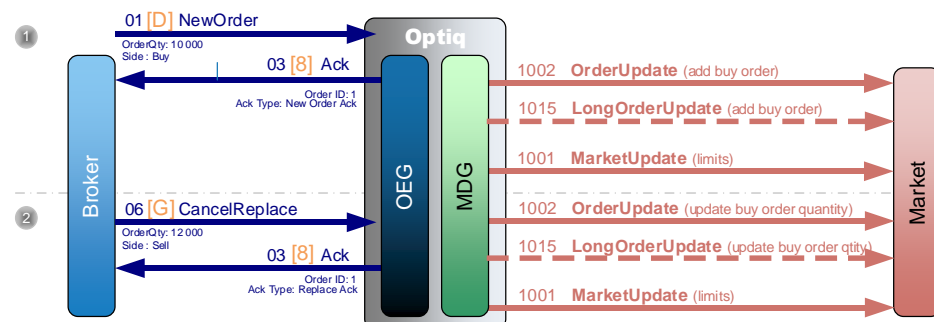 01 [D] NewOrder
1
Optiq
OrderQty: 10 000
Side : Buy
03 [8] Ack
1002 OrderUpdate (add buy order)
Order ID: 1
Ack Type: New Order Ack
1015 LongOrderUpdate (add buy order)
Broker
OEG
MDG
1001 MarketUpdate (limits)
Market
2
06 [G] CancelReplace
1002 OrderUpdate (update buy order quantity)
OrderQty: 12 000
Side : Sell
03 [8] Ack
1015 LongOrderUpdate (update buy order qtity)
Order ID: 1
Ack Type: Replace Ack
1001 MarketUpdate (limits)